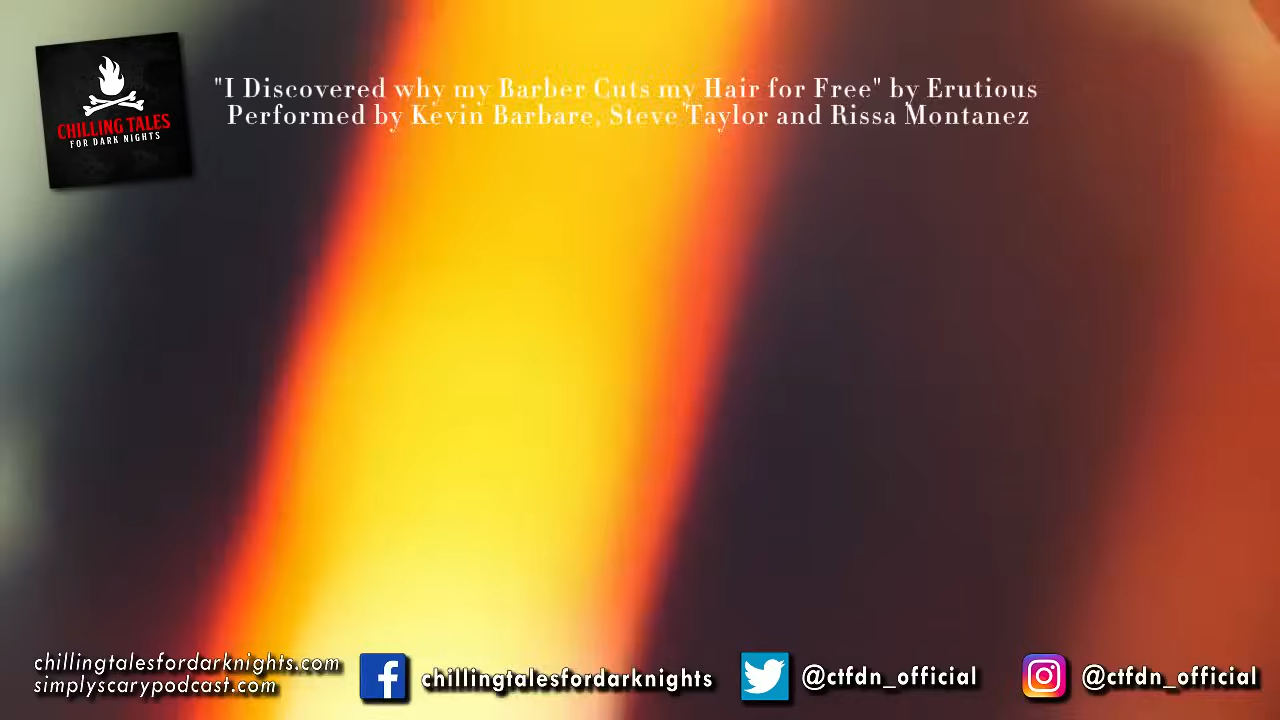 CHILLING TALES
FOR DARK NIGHTS
"I Discovered why my Barber Cuts my Hair for Free" by Erutious
Performed by Kevin Barbare, Steve Taylor and Rissa Montanez
chillingtalesfordarknights.com
simplyscarypodcast.com
chillingtalesfordarknights
@ctfdn_official
@ctfdn_official